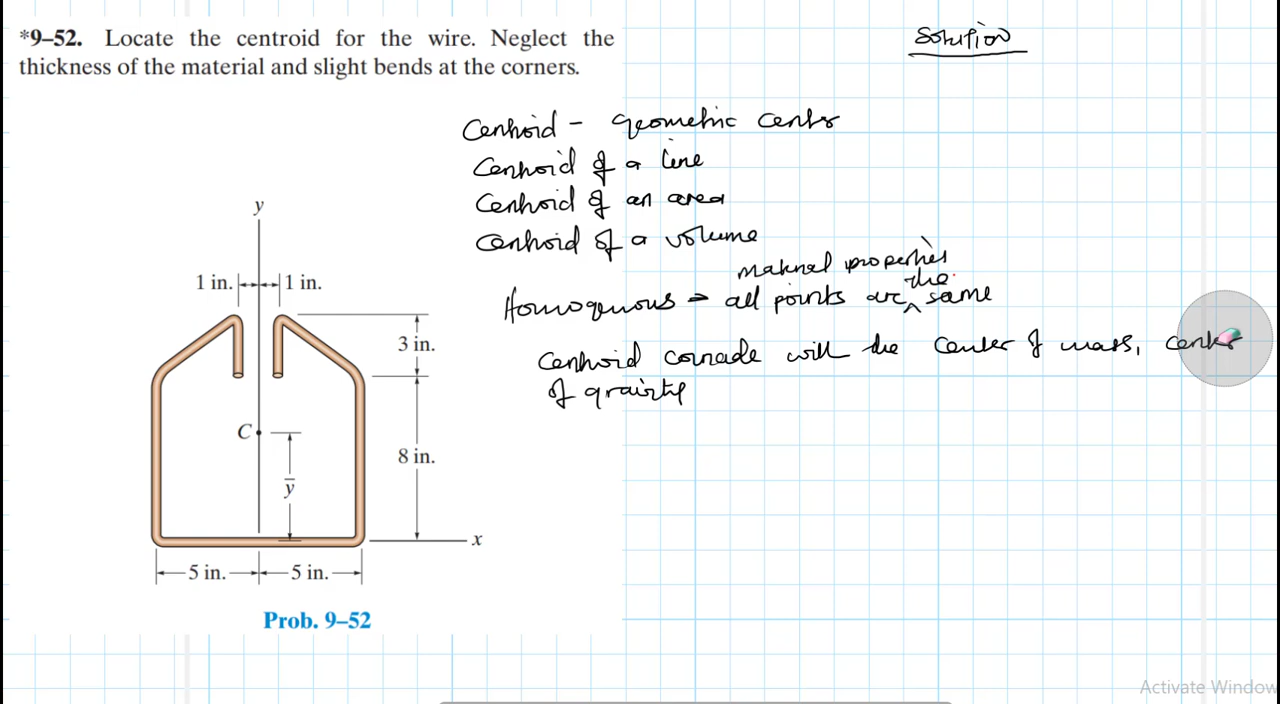 *9–52. Locate the centroid for the wire. Neglect the
thickness of the material and slight bends at the corners.
Solution
Centroid - geometric center
Centroid of a line
Centroid of an area
Centroid of a volume
material properties
Homogenous → all points are the same
Centroid concide with the center of mass, center
of gravity
y
1 in.
1 in.
3 in.
C
8 in.
y̅
x
5 in.
5 in.
Prob. 9–52
Activate Window